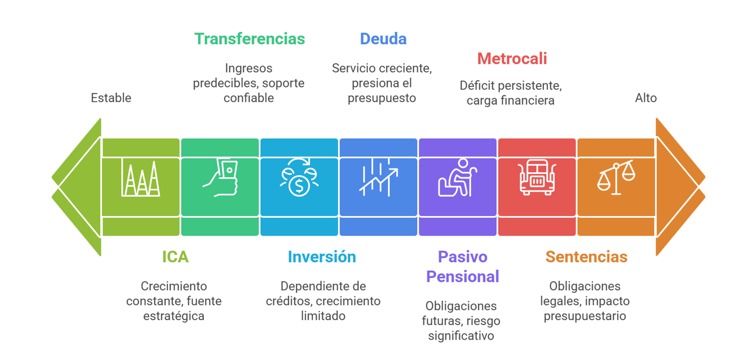 Transferencias
Ingresos
predecibles, soporte
confiable
Deuda
Servicio creciente,
presiona el
presupuesto
Metrocali
Déficit persistente,
carga financiera
Estable
Alto
ICA
Crecimiento
constante, fuente
estratégica
Inversión
Dependiente de
créditos, crecimiento
limitado
Pasivo
Pensional
Obligaciones
futuras, riesgo
significativo
Sentencias
Obligaciones
legales, impacto
presupuestario